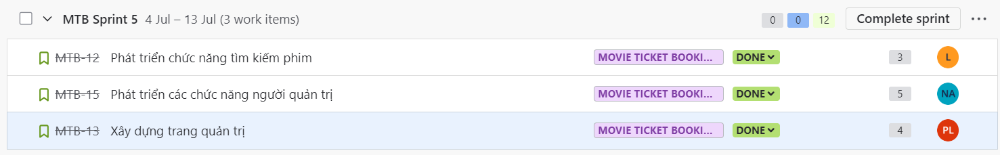 MTB Sprint 5 4 Jul – 13 Jul (3 work items) 0 0 12 Complete sprint
MTB-12 Phát triển chức năng tìm kiếm phim MOVIE TICKET BOOKI... DONE 3 L
MTB-15 Phát triển các chức năng người quản trị MOVIE TICKET BOOKI... DONE 5 NA
MTB-13 Xây dựng trang quản trị MOVIE TICKET BOOKI... DONE 4 PL